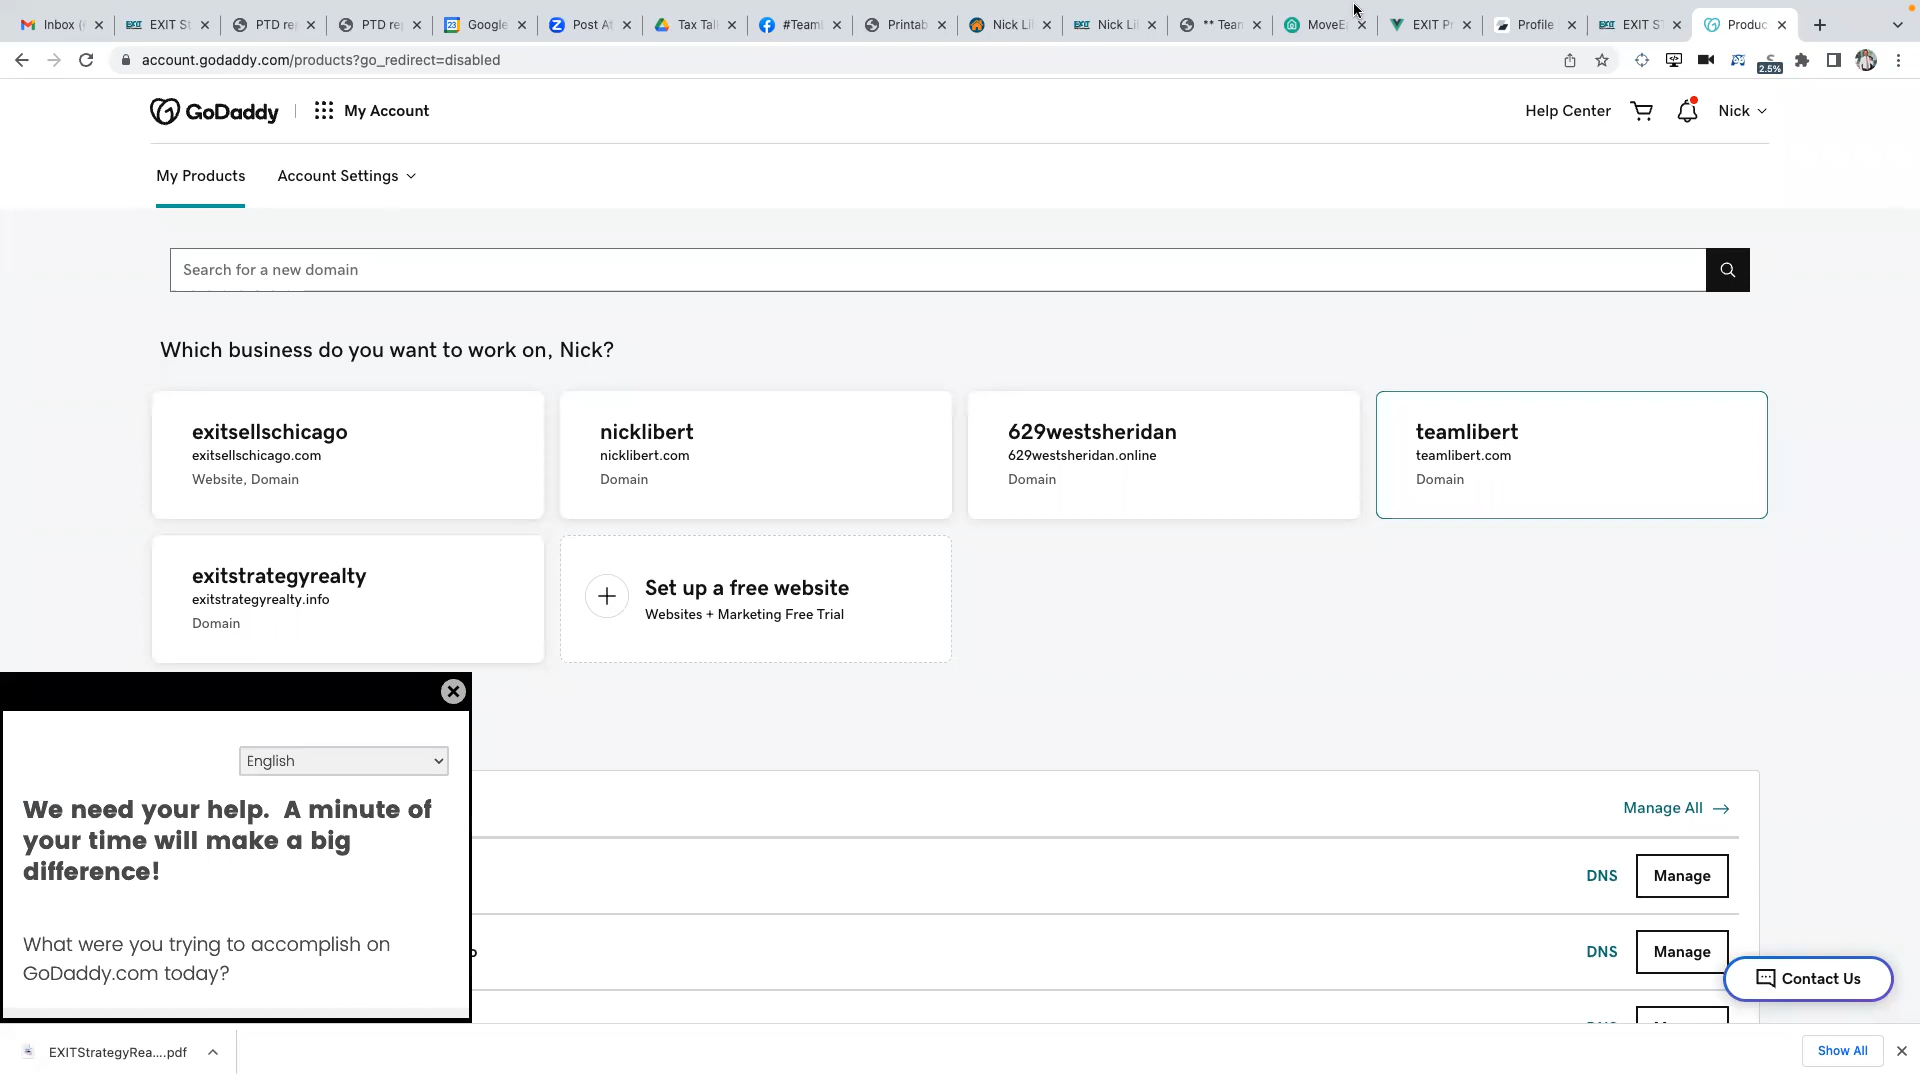 Inbox (
EXIT St
PTD re
PTD re
23
Google
Post At
Tax Tal
#Teaml
Printab
Nick Li
EXIT
Nick Li
** Tean
MoveE
EXIT Pr
Profile
EXIT
EXIT S
Produc
account.godaddy.com/products?go_redirect=disabled
2.5%
GoDaddy
My Account
Help Center
Nick
My Products
Account Settings
Search for a new domain
Which business do you want to work on, Nick?
exitsellschicago
exitsellschicago.com
Website, Domain
nicklibert
nicklibert.com
Domain
629westsheridan
629westsheridan.online
Domain
teamlibert
teamlibert.com
Domain
exitstrategyrealty
exitstrategyrealty.info
Domain
Set up a free website
Websites + Marketing Free Trial
English
We need your help. A minute of
your time will make a big
difference!
What were you trying to accomplish on
GoDaddy.com today?
Manage All
DNS
Manage
DNS
Manage
Contact Us
EXITStrategyRea....pdf
Show All